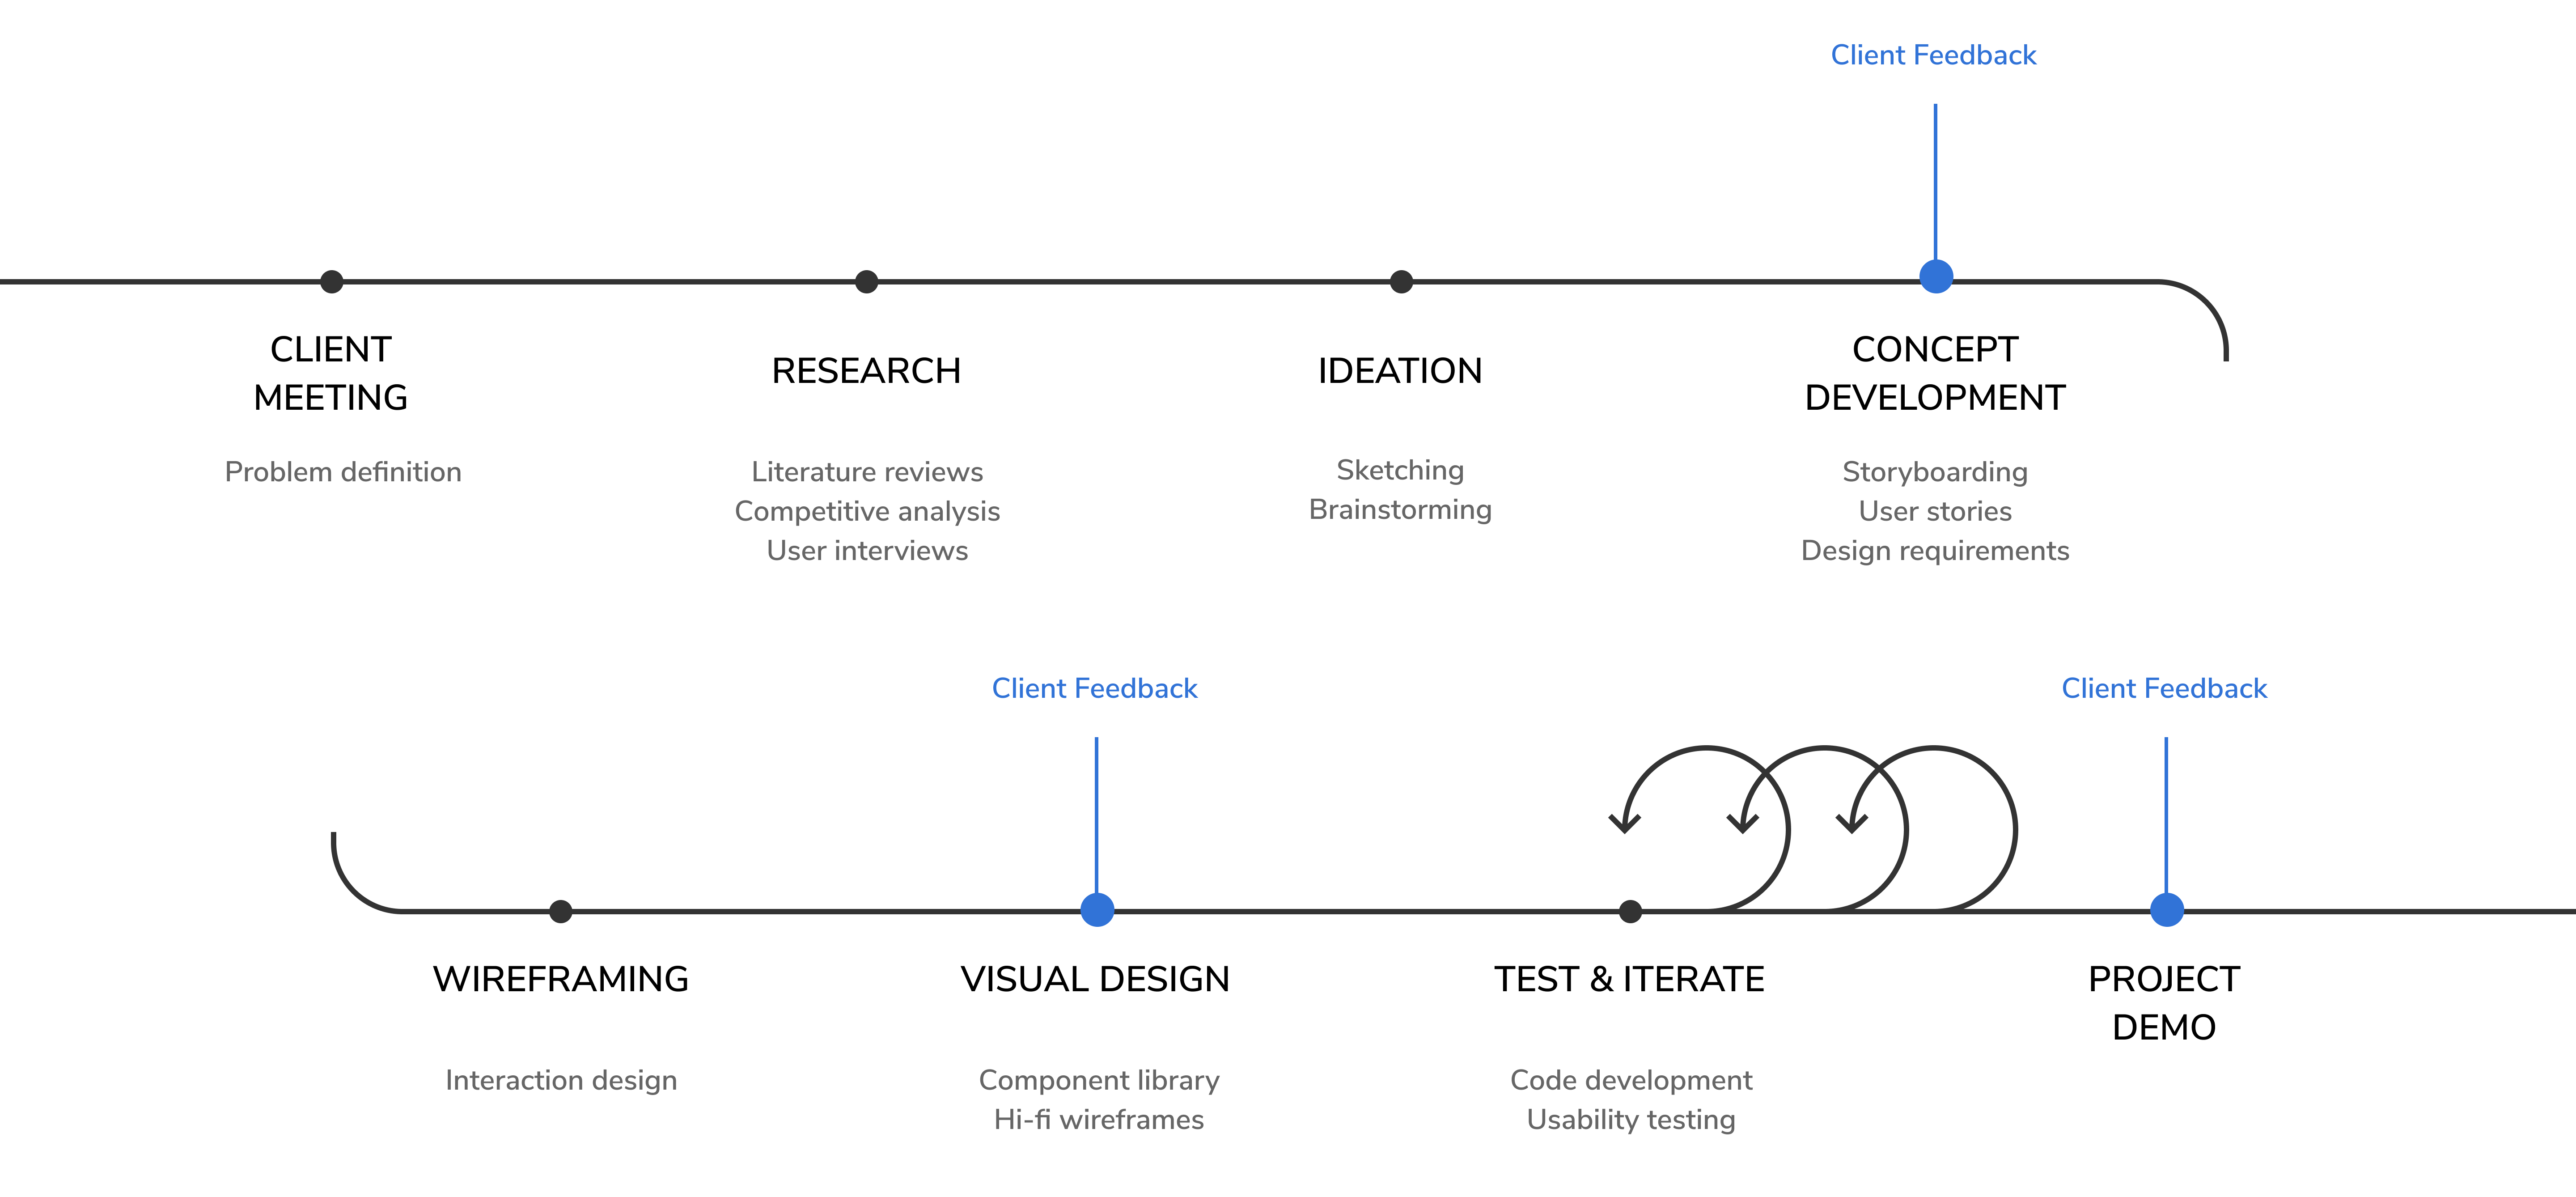 Client Feedback
CLIENT
MEETING
Problem definition
RESEARCH
Literature reviews
Competitive analysis
User interviews
IDEATION
Sketching
Brainstorming
CONCEPT
DEVELOPMENT
Storyboarding
User stories
Design requirements
Client Feedback
Client Feedback
WIREFRAMING
Interaction design
VISUAL DESIGN
Component library
Hi-fi wireframes
TEST & ITERATE
Code development
Usability testing
PROJECT
DEMO